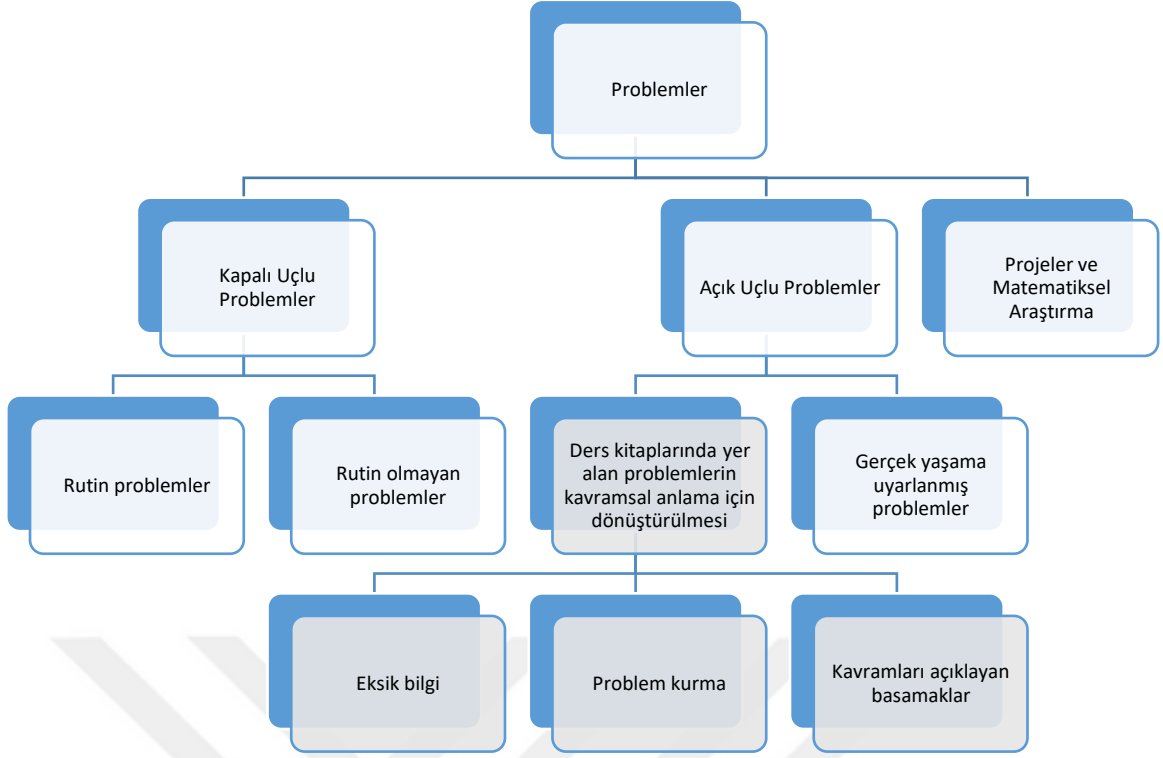 Problemler
Kapalı Uçlu
Problemler
Açık Uçlu Problemler
Projeler ve
Matematiksel
Araştırma
Rutin problemler
Rutin olmayan
problemler
Ders kitaplarında yer
alan problemlerin
kavramsal anlama için
dönüştürülmesi
Gerçek yaşama
uyarlanmış
problemler
Eksik bilgi
Problem kurma
Kavramları açıklayan
basamaklar